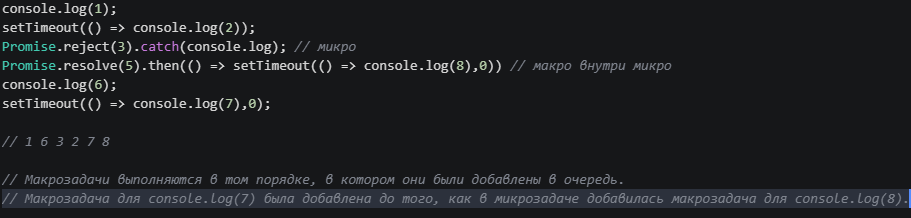 console.log(1);
setTimeout(() => console.log(2));
Promise.reject(3).catch(console.log); // микро
Promise.resolve(5).then(() => setTimeout(() => console.log(8),0)) // макро внутри микро
console.log(6);
setTimeout(() => console.log(7),0);
// 1 6 3 2 7 8
// Макрозадачи выполняются в том порядке, в котором они были добавлены в очередь.
// Макрозадача для console.log(7) была добавлена до того, как в микрозадаче добавилась макрозадача для console.log(8).